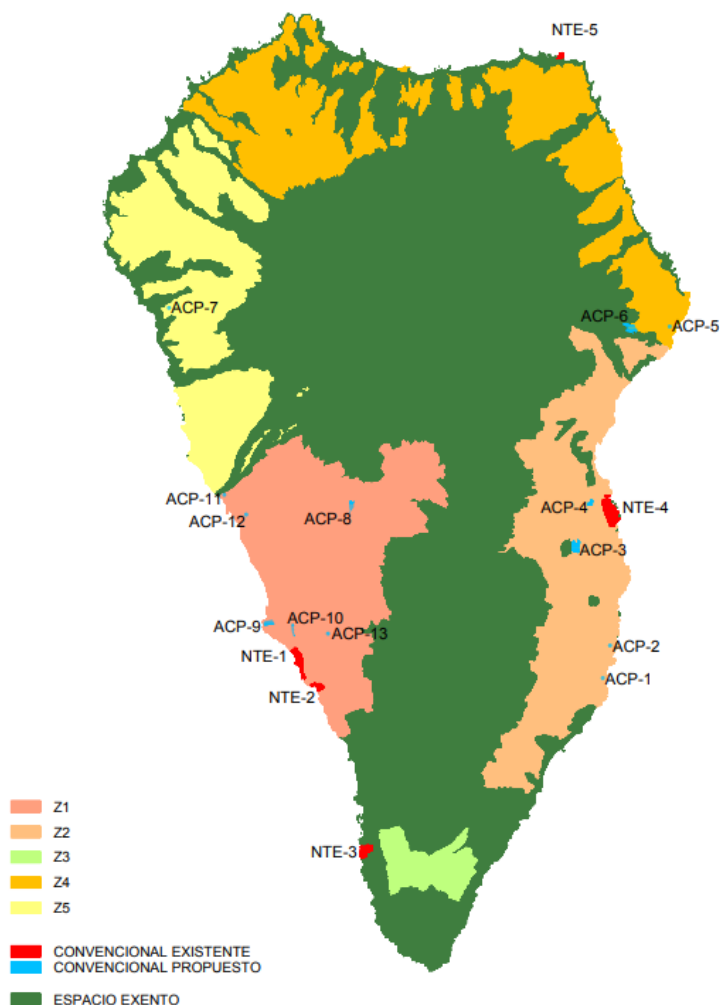 NTE-5
ACP-7
ACP-6
ACP-5
ACP-11
ACP-12
ACP-8
ACP-4
NTE-4
ACP-3
ACP-9
ACP-10
ACP-13
ACP-2
NTE-1
ACP-1
NTE-2
NTE-3
Z1
Z2
Z3
Z4
Z5
CONVENCIONAL EXISTENTE
CONVENCIONAL PROPUESTO
ESPACIO EXENTO